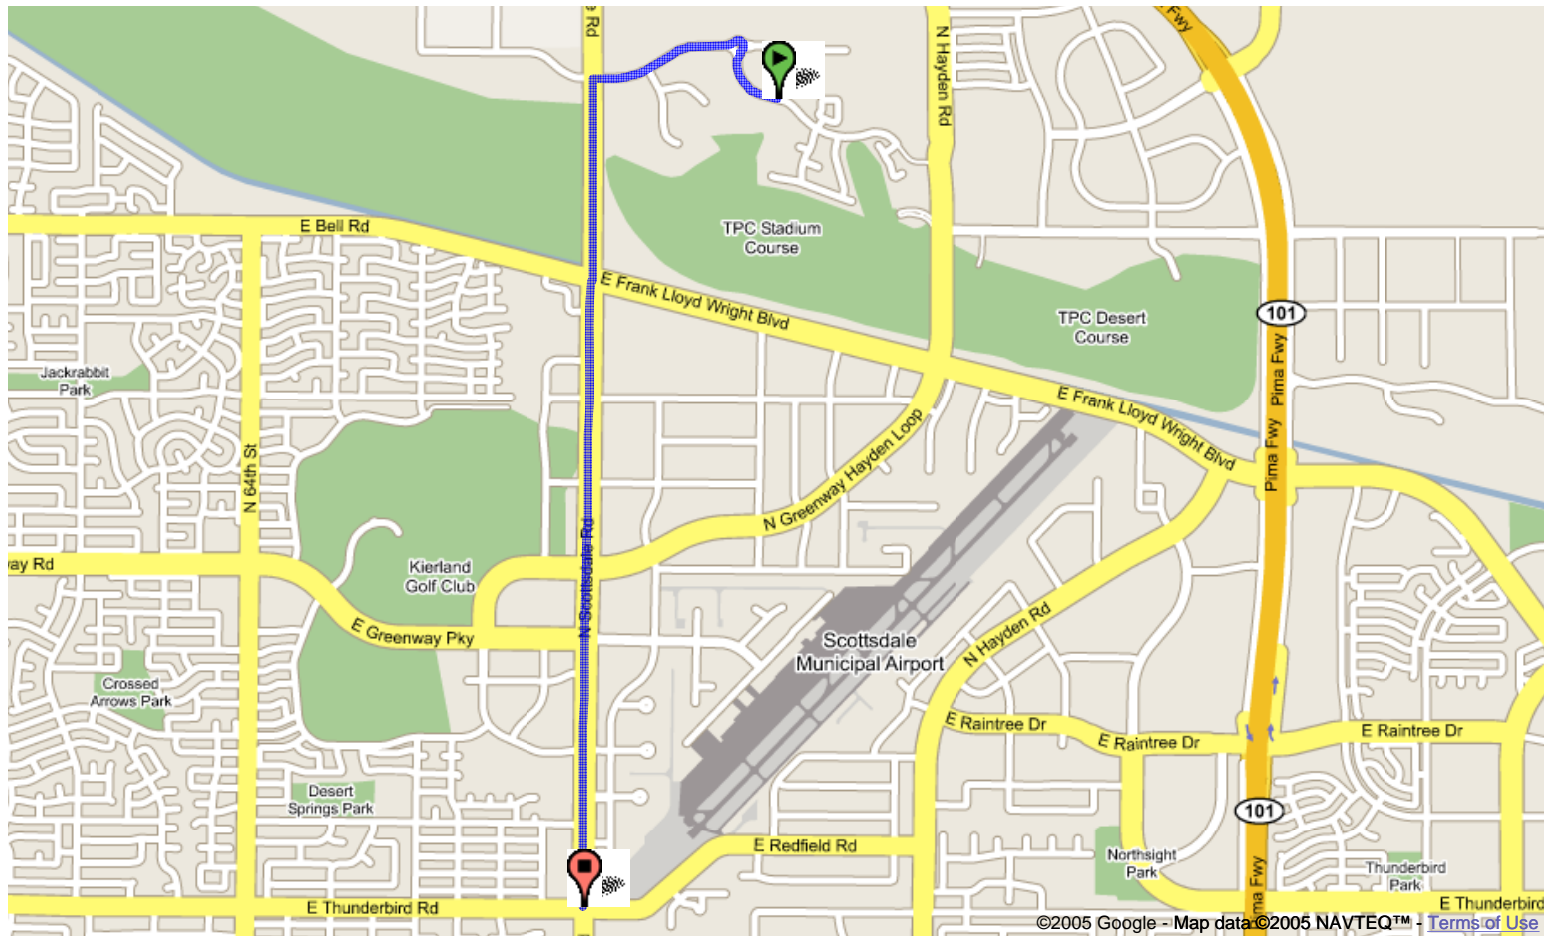 e Rd
Fwy
N Hayden Rd
E Bell Rd
TPC Stadium
Course
E Frank Lloyd Wright Blvd
101
TPC Desert
Course
Pima Fwy
Jackrabbit
Park
E Frank Lloyd Wright Blvd
N Greenway Hayden Loop
Pima Fwy
N 64th St
way Rd
Kierland
Golf Club
N Scottsdale Rd
E Greenway Pky
N Hayden Rd
Scottsdale
Municipal Airport
Crossed
Arrows Park
E Raintree Dr
E Raintree Dr
E Raintree Dr
Desert
Springs Park
101
E Redfield Rd
Northsight
Park
Thunderbird
Park
ima Fwy
E Thunderbird Rd
E Thunderbird
©2005 Google - Map data ©2005 NAVTEQ™ - Terms of Use